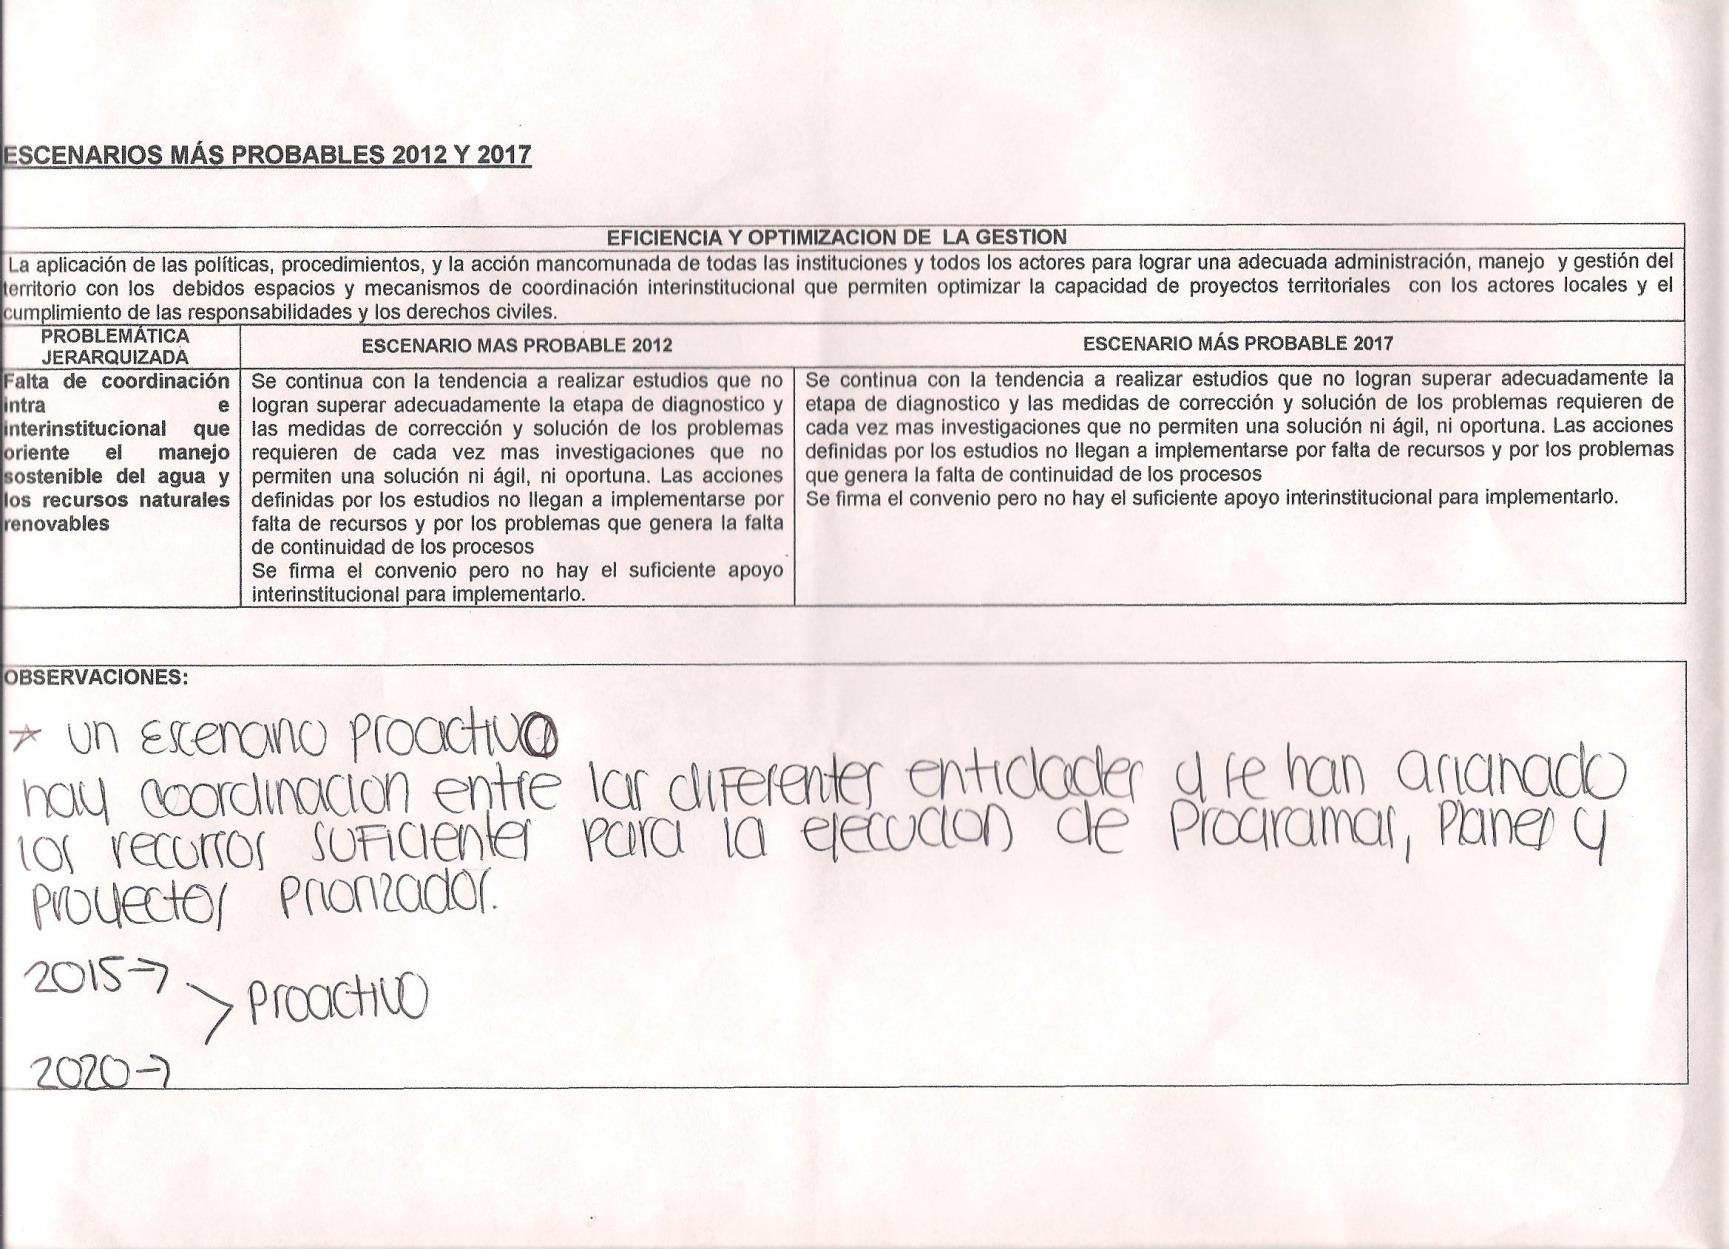 ESCENARIOS MÁS PROBABLES 2012 Y 2017
EFICIENCIA Y OPTIMIZACION DE LA GESTION
La aplicación de las políticas, procedimientos, y la acción mancomunada de todas las instituciones y todos los actores para lograr una adecuada administración, manejo y gestión del
territorio con los debidos espacios y mecanismos de coordinación interinstitucional que permiten optimizar la capacidad de proyectos territoriales con los actores locales y el
cumplimiento de las responsabilidades y los derechos civiles.
PROBLEMÁTICA
JERARQUIZADA
ESCENARIO MAS PROBABLE 2012
ESCENARIO MÁS PROBABLE 2017
Falta de coordinación
intra e
interinstitucional que
oriente el manejo
sostenible del agua y
los recursos naturales
renovables
Se continua con la tendencia a realizar estudios que no
logran superar adecuadamente la etapa de diagnostico y
las medidas de corrección y solución de los problemas
requieren de cada vez mas investigaciones que no
permiten una solución ni ágil, ni oportuna. Las acciones
definidas por los estudios no llegan a implementarse por
falta de recursos y por los problemas que genera la falta
de continuidad de los procesos
Se firma el convenio pero no hay el suficiente apoyo
interinstitucional para implementarlo.
Se continua con la tendencia a realizar estudios que no logran superar adecuadamente la
etapa de diagnostico y las medidas de corrección y solución de los problemas requieren de
cada vez mas investigaciones que no permiten una solución ni ágil, ni oportuna. Las acciones
definidas por los estudios no llegan a implementarse por falta de recursos y por los problemas
que genera la falta de continuidad de los procesos
Se firma el convenio pero no hay el suficiente apoyo interinstitucional para implementarlo.
OBSERVACIONES:
* un escenario proactivo
hay coordinacion entre las diferentes entidades y se han asignado
los recursos suficientes para la ejecucion de Programas, Planes y
proyectos priorizados.
2015→
> proactivo
2020→